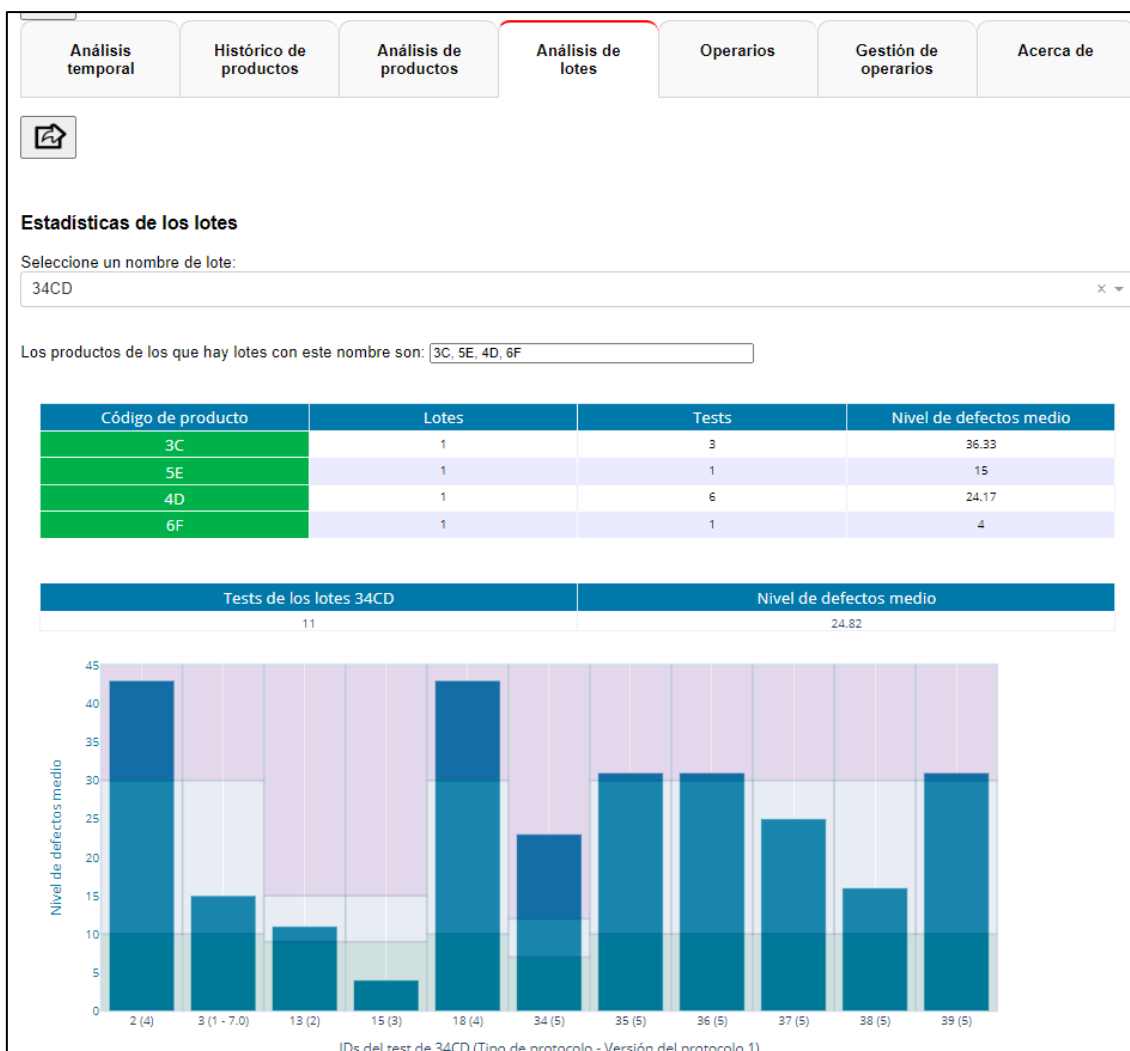 Análisis temporal
Histórico de productos
Análisis de productos
Análisis de lotes
Operarios
Gestión de operarios
Acerca de
Estadísticas de los lotes
Seleccione un nombre de lote:
34CD × ▾
Los productos de los que hay lotes con este nombre son: 3C, 5E, 4D, 6F
Código de producto Lotes Tests Nivel de defectos medio
3C 1 3 36.33
5E 1 1 15
4D 1 6 24.17
6F 1 1 4
Tests de los lotes 34CD Nivel de defectos medio
11 24.82
Nivel de defectos medio
45
40
35
30
25
20
15
10
5
0
2 (4) 3 (1 - 7.0) 13 (2) 15 (3) 18 (4) 34 (5) 35 (5) 36 (5) 37 (5) 38 (5) 39 (5)
IDs del test de 34CD (Tipo de protocolo - Versión del protocolo 1)